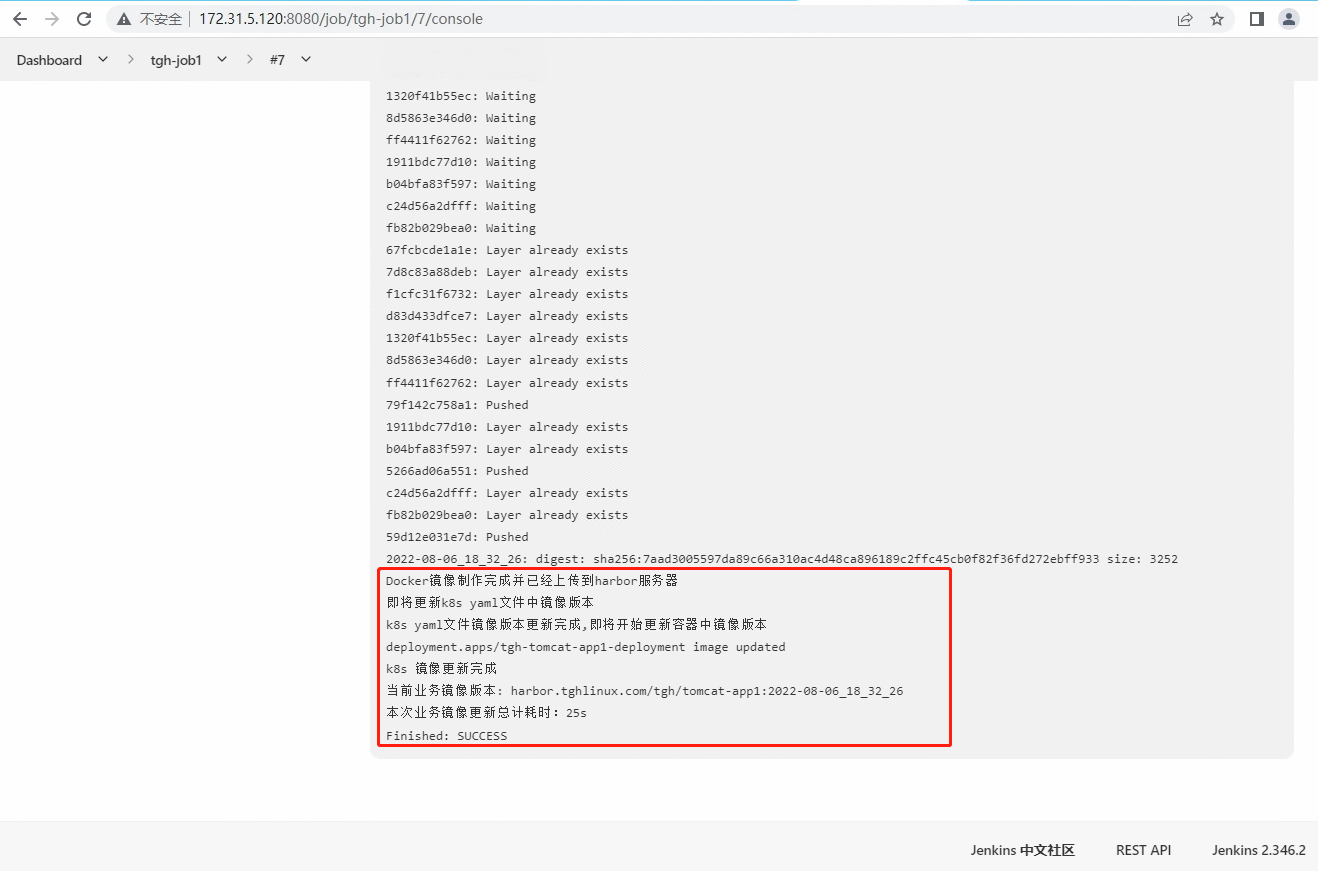 不安全 172.31.5.120:8080/job/tgh-job1/7/console
Dashboard tgh-job1 #7
1320f41b55ec: Waiting
8d5863e346d0: Waiting
ff4411f62762: Waiting
1911bdc77d10: Waiting
b04bfa83f597: Waiting
c24d56a2dfff: Waiting
fb82b029bea0: Waiting
67fcbcde1a1e: Layer already exists
7d8c83a88deb: Layer already exists
f1cfc31f6732: Layer already exists
d83d433dfce7: Layer already exists
1320f41b55ec: Layer already exists
8d5863e346d0: Layer already exists
ff4411f62762: Layer already exists
79f142c758a1: Pushed
1911bdc77d10: Layer already exists
b04bfa83f597: Layer already exists
5266ad06a551: Pushed
c24d56a2dfff: Layer already exists
fb82b029bea0: Layer already exists
59d12e031e7d: Pushed
2022-08-06_18_32_26: digest: sha256:7aad3005597da89c66a310ac4d48ca896189c2ffc45cb0f82f36fd272ebff933 size: 3252
Docker镜像制作完成并已经上传到harbor服务器
即将更新k8s yaml文件中镜像版本
k8s yaml文件镜像版本更新完成,即将开始更新容器中镜像版本
deployment.apps/tgh-tomcat-app1-deployment image updated
k8s 镜像更新完成
当前业务镜像版本: harbor.tghlinux.com/tgh/tomcat-app1:2022-08-06_18_32_26
本次业务镜像更新总计耗时：25s
Finished: SUCCESS
Jenkins 中文社区 REST API Jenkins 2.346.2